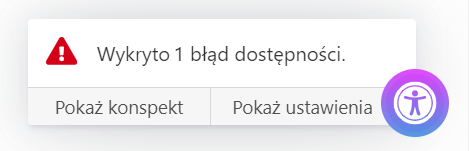 Wykryto 1 błąd dostępności.
Pokaż konspekt Pokaż ustawienia